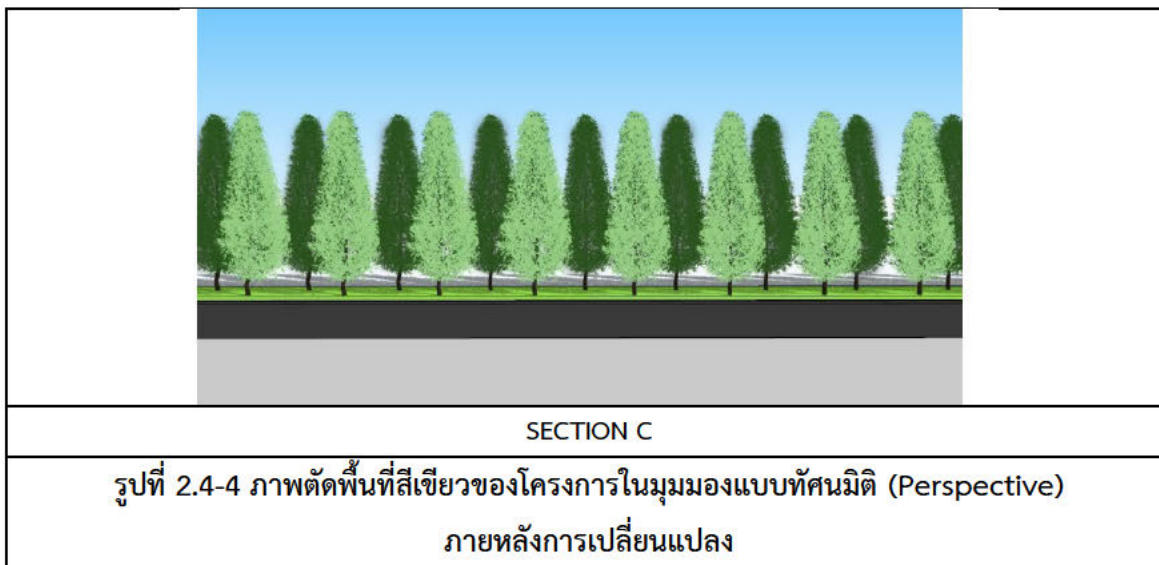 SECTION C
รูปที่ 2.4-4 ภาพตัดพื้นที่สีเขียวของโครงการในมุมมองแบบทัศนมิติ (Perspective)
ภายหลังการเปลี่ยนแปลง